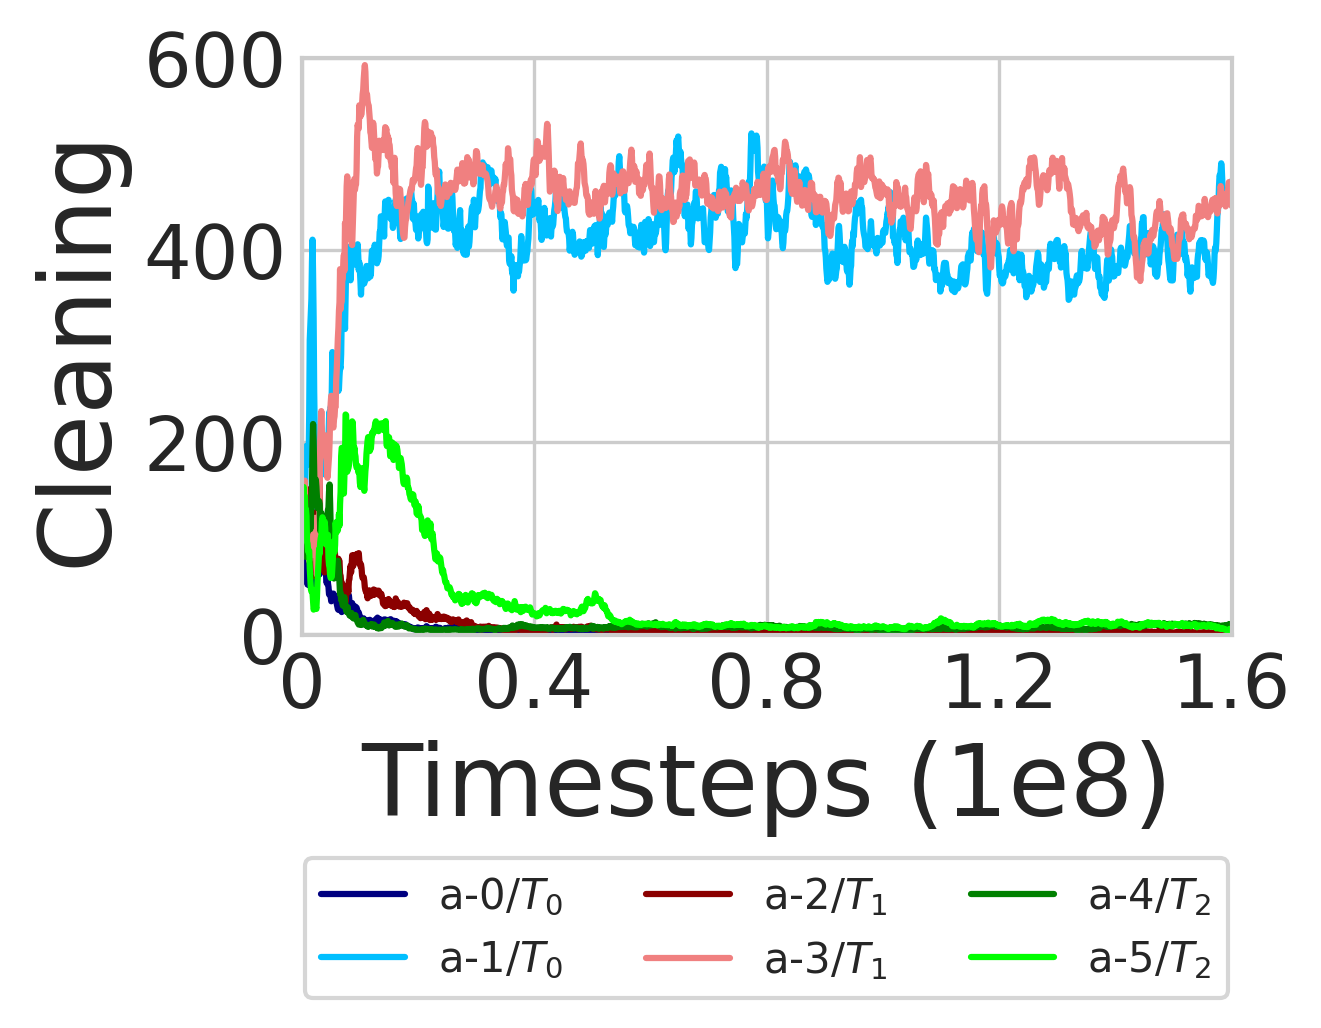 600
400
200
0
Cleaning
0 0.4 0.8 1.2 1.6
Timesteps (1e8)
a-0/T₀ a-2/T₁ a-4/T₂
a-1/T₀ a-3/T₁ a-5/T₂